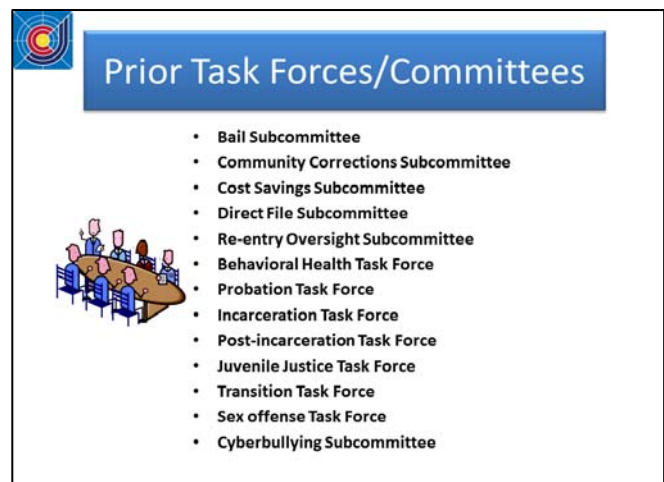 Prior Task Forces/Committees
• Bail Subcommittee
• Community Corrections Subcommittee
• Cost Savings Subcommittee
• Direct File Subcommittee
• Re-entry Oversight Subcommittee
• Behavioral Health Task Force
• Probation Task Force
• Incarceration Task Force
• Post-incarceration Task Force
• Juvenile Justice Task Force
• Transition Task Force
• Sex offense Task Force
• Cyberbullying Subcommittee